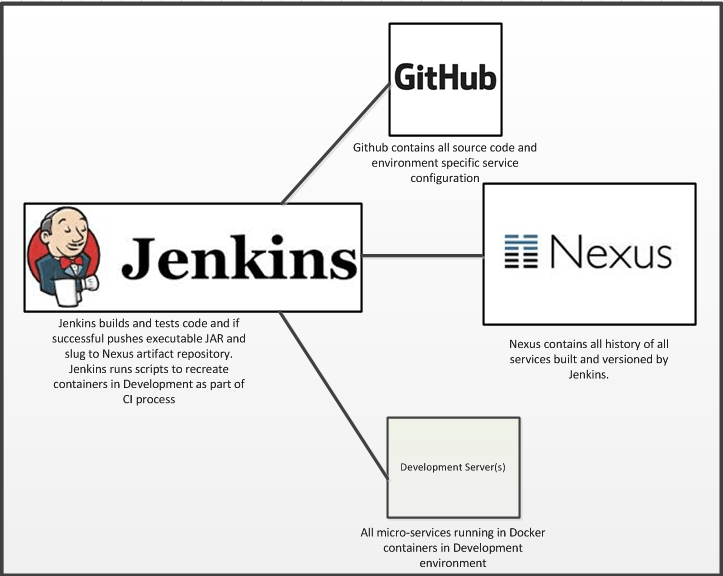 GitHub
Github contains all source code and
environment specific service
configuration
Jenkins
Jenkins builds and tests code and if
successful pushes executable JAR and
slug to Nexus artifact repository.
Jenkins runs scripts to recreate
containers in Development as part of
CI process
Nexus
Nexus contains all history of all
services built and versioned by
Jenkins.
Development Server(s)
All micro-services running in Docker
containers in Development
environment